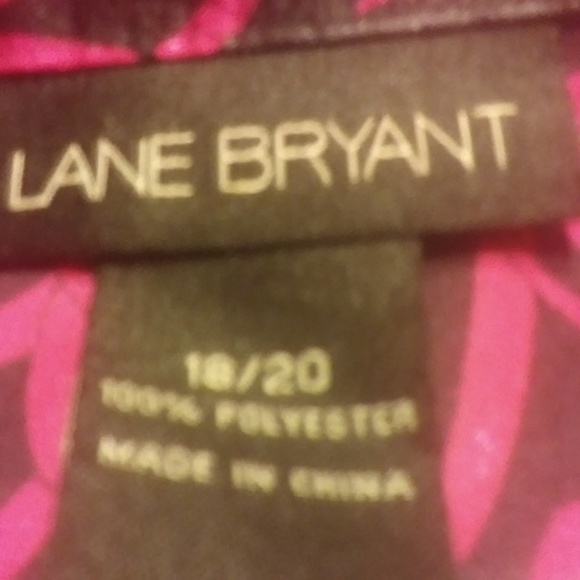 LANE BRYANT
18/20
100% POLYESTER
MADE IN CHINA